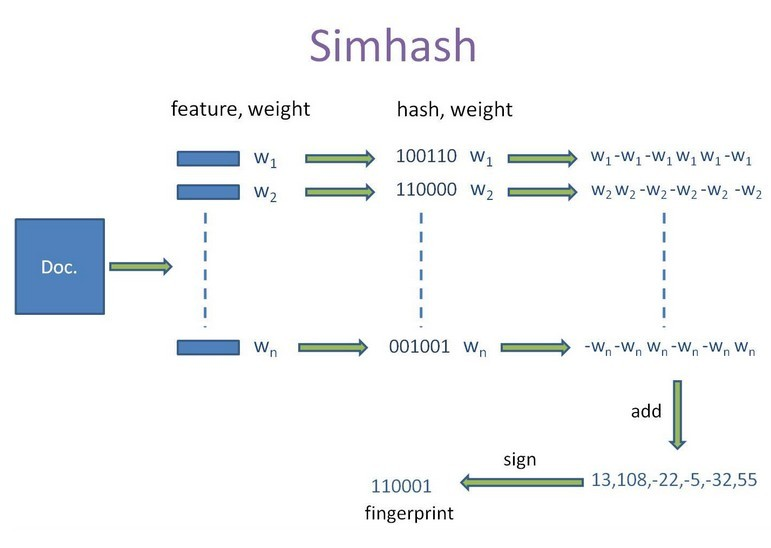 Simhash
feature, weight hash, weight
w1 100110 w1 w1 -w1 -w1 w1 w1 -w1
w2 110000 w2 w2 w2 -w2 -w2 -w2 -w2
Doc.
wn 001001 wn -wn -wn wn -wn -wn wn
add
sign
110001 13,108,-22,-5,-32,55
fingerprint